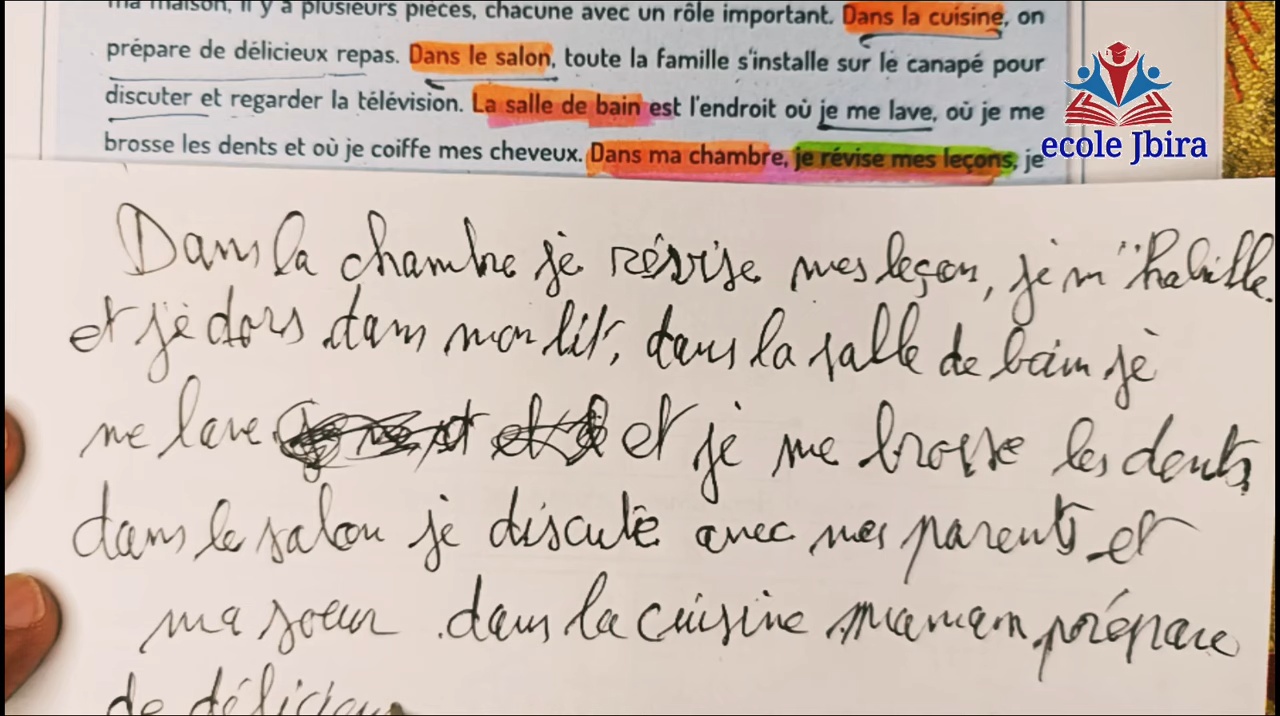 ma maison, il y a plusieurs pièces, chacune avec un rôle important. Dans la cuisine, on
prépare de délicieux repas. Dans le salon, toute la famille s'installe sur le canapé pour
discuter et regarder la télévision. La salle de bain est l'endroit où je me lave, où je me
brosse les dents et où je coiffe mes cheveux. Dans ma chambre, je révise mes leçons, je
ecole Jbira
Dans la chambre je révise mes leçon, je m'habille.
et je dors dans mon lit, dans la salle de bain je
me lave et je me brosse les dents,
dans le salon je discute avec mes parents et
ma soeur. dans la cuisine maman prépare
de délicieu